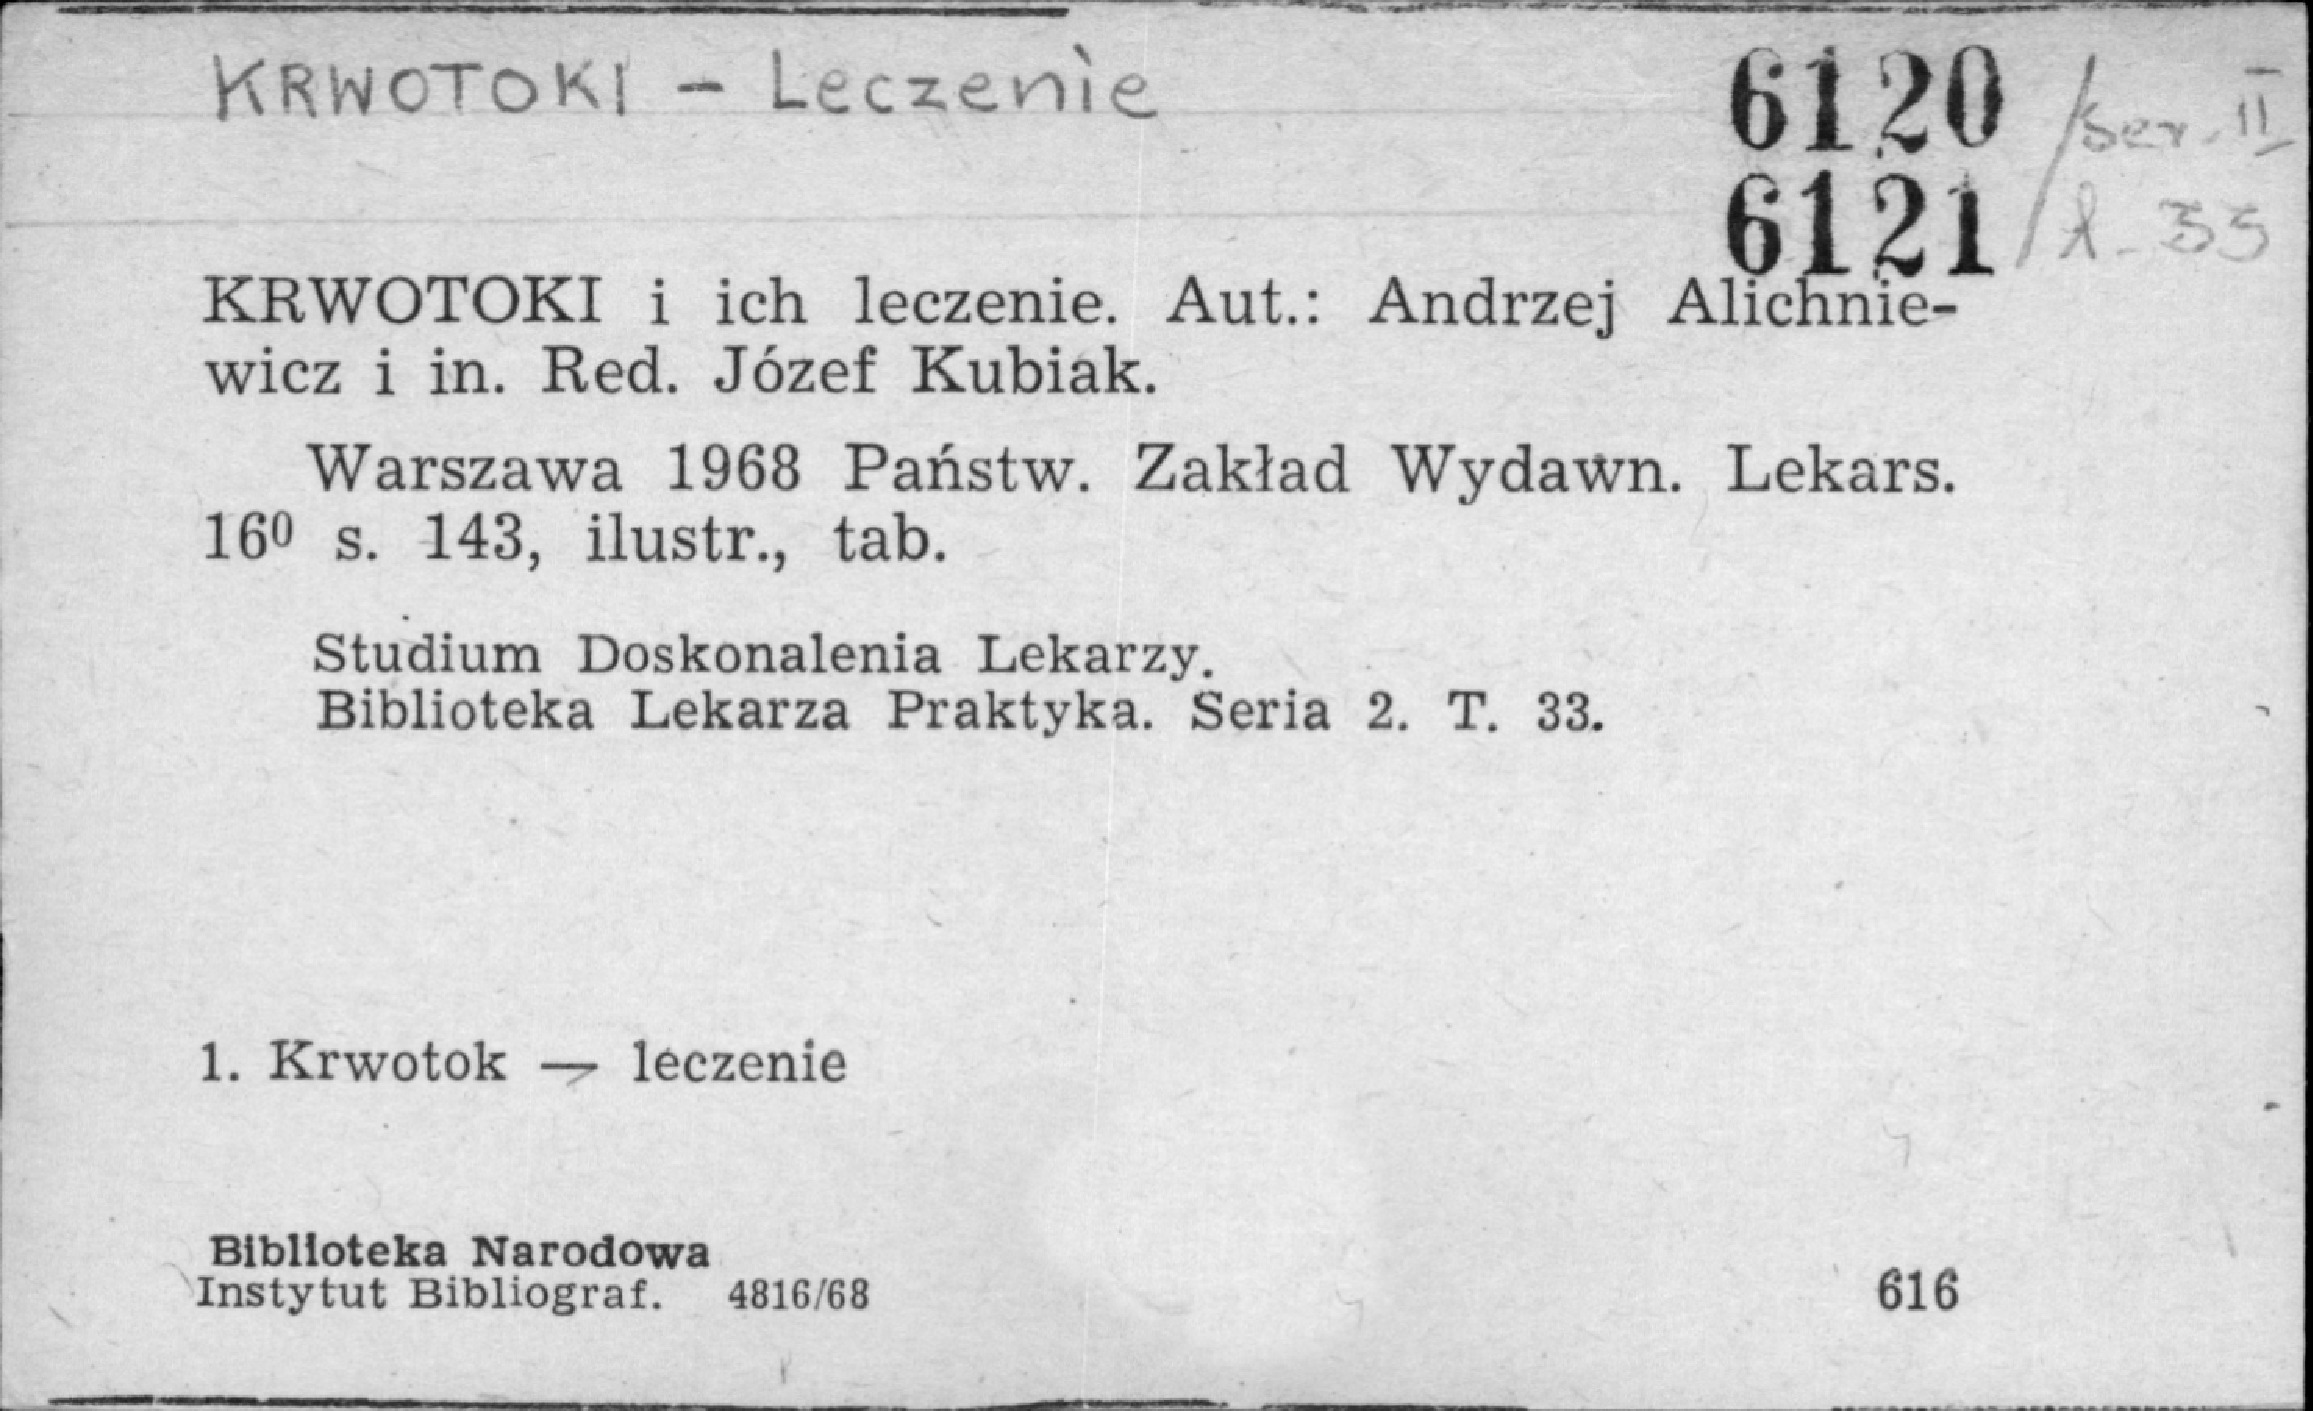 KRWOTOKI - Leczenie
6120 /ser. II
6121 t. 33
KRWOTOKI i ich leczenie. Aut.: Andrzej Alichnie-
wicz i in. Red. Józef Kubiak.
Warszawa 1968 Państw. Zakład Wydawn. Lekars.
16⁰ s. 143, ilustr., tab.
Studium Doskonalenia Lekarzy.
Biblioteka Lekarza Praktyka. Seria 2. T. 33.
1. Krwotok — leczenie
Biblioteka Narodowa
Instytut Bibliograf. 4816/68
616